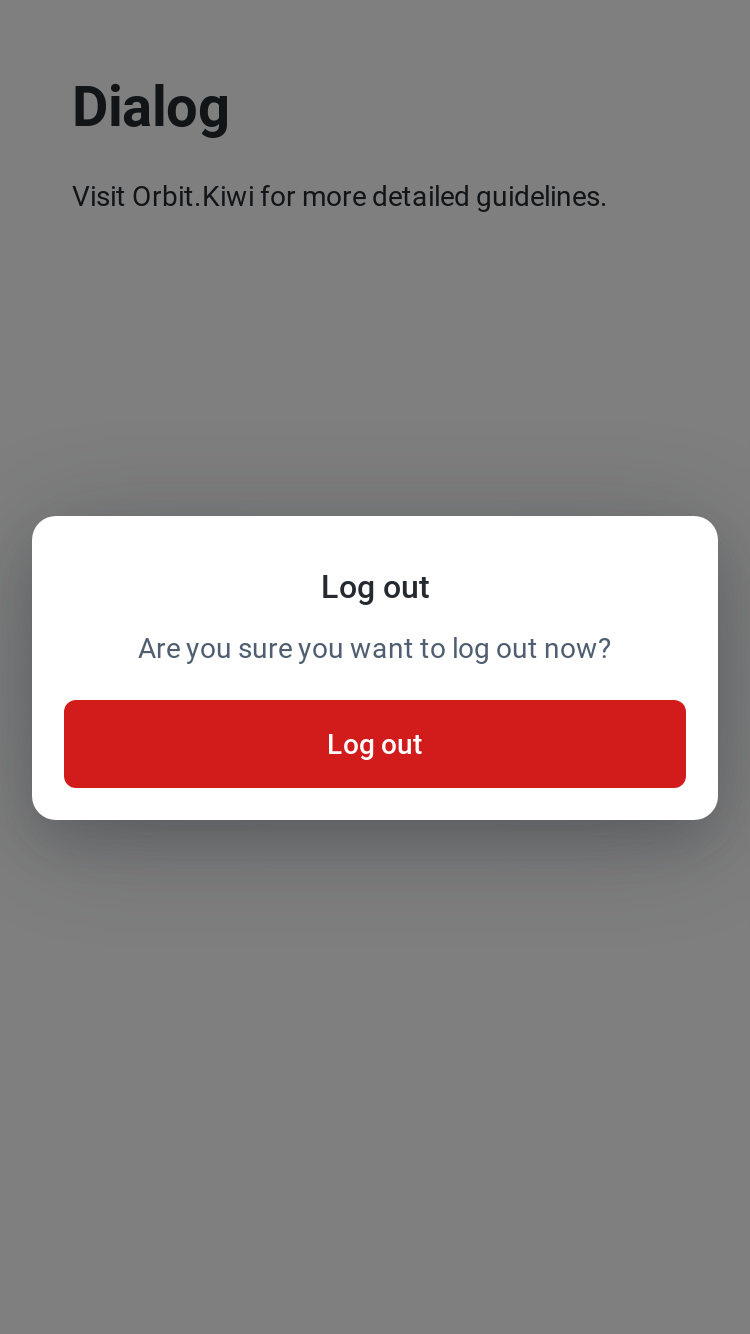 Dialog
Visit Orbit.Kiwi for more detailed guidelines.
Log out
Are you sure you want to log out now?
Log out